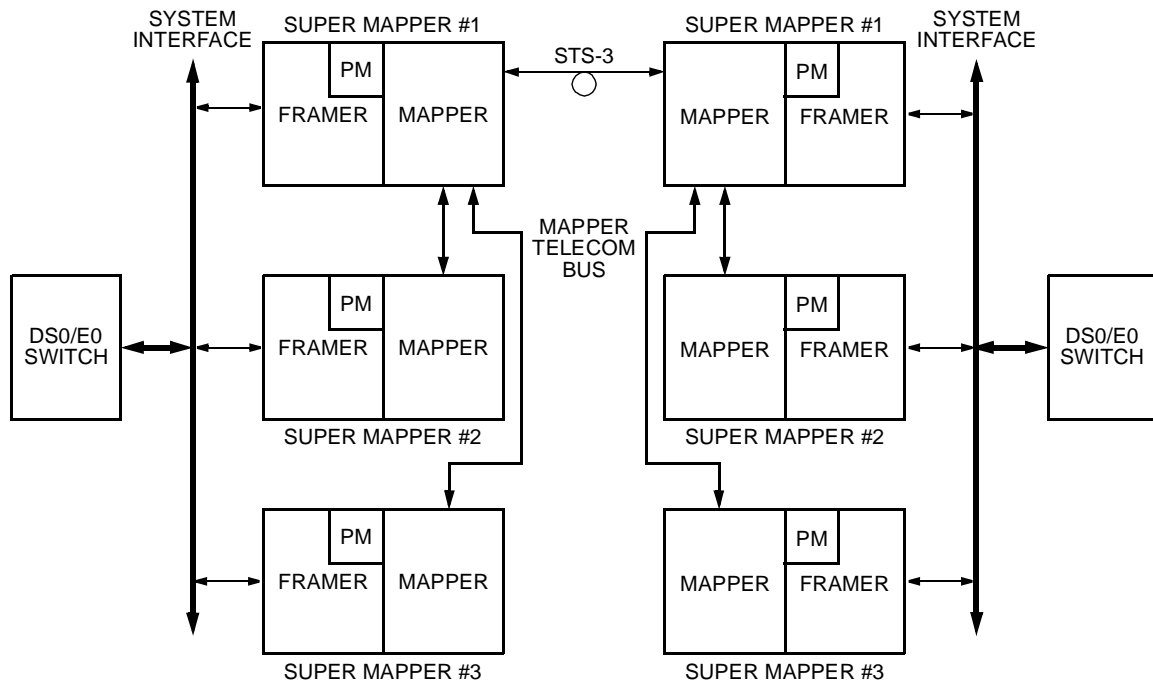 SYSTEM
INTERFACE
SUPER MAPPER #1
PM
FRAMER
MAPPER
STS-3
SUPER MAPPER #1
PM
MAPPER
FRAMER
SYSTEM
INTERFACE
MAPPER
TELECOM
BUS
DS0/E0
SWITCH
PM
FRAMER
MAPPER
SUPER MAPPER #2
PM
MAPPER
FRAMER
SUPER MAPPER #2
DS0/E0
SWITCH
PM
FRAMER
MAPPER
SUPER MAPPER #3
PM
MAPPER
FRAMER
SUPER MAPPER #3